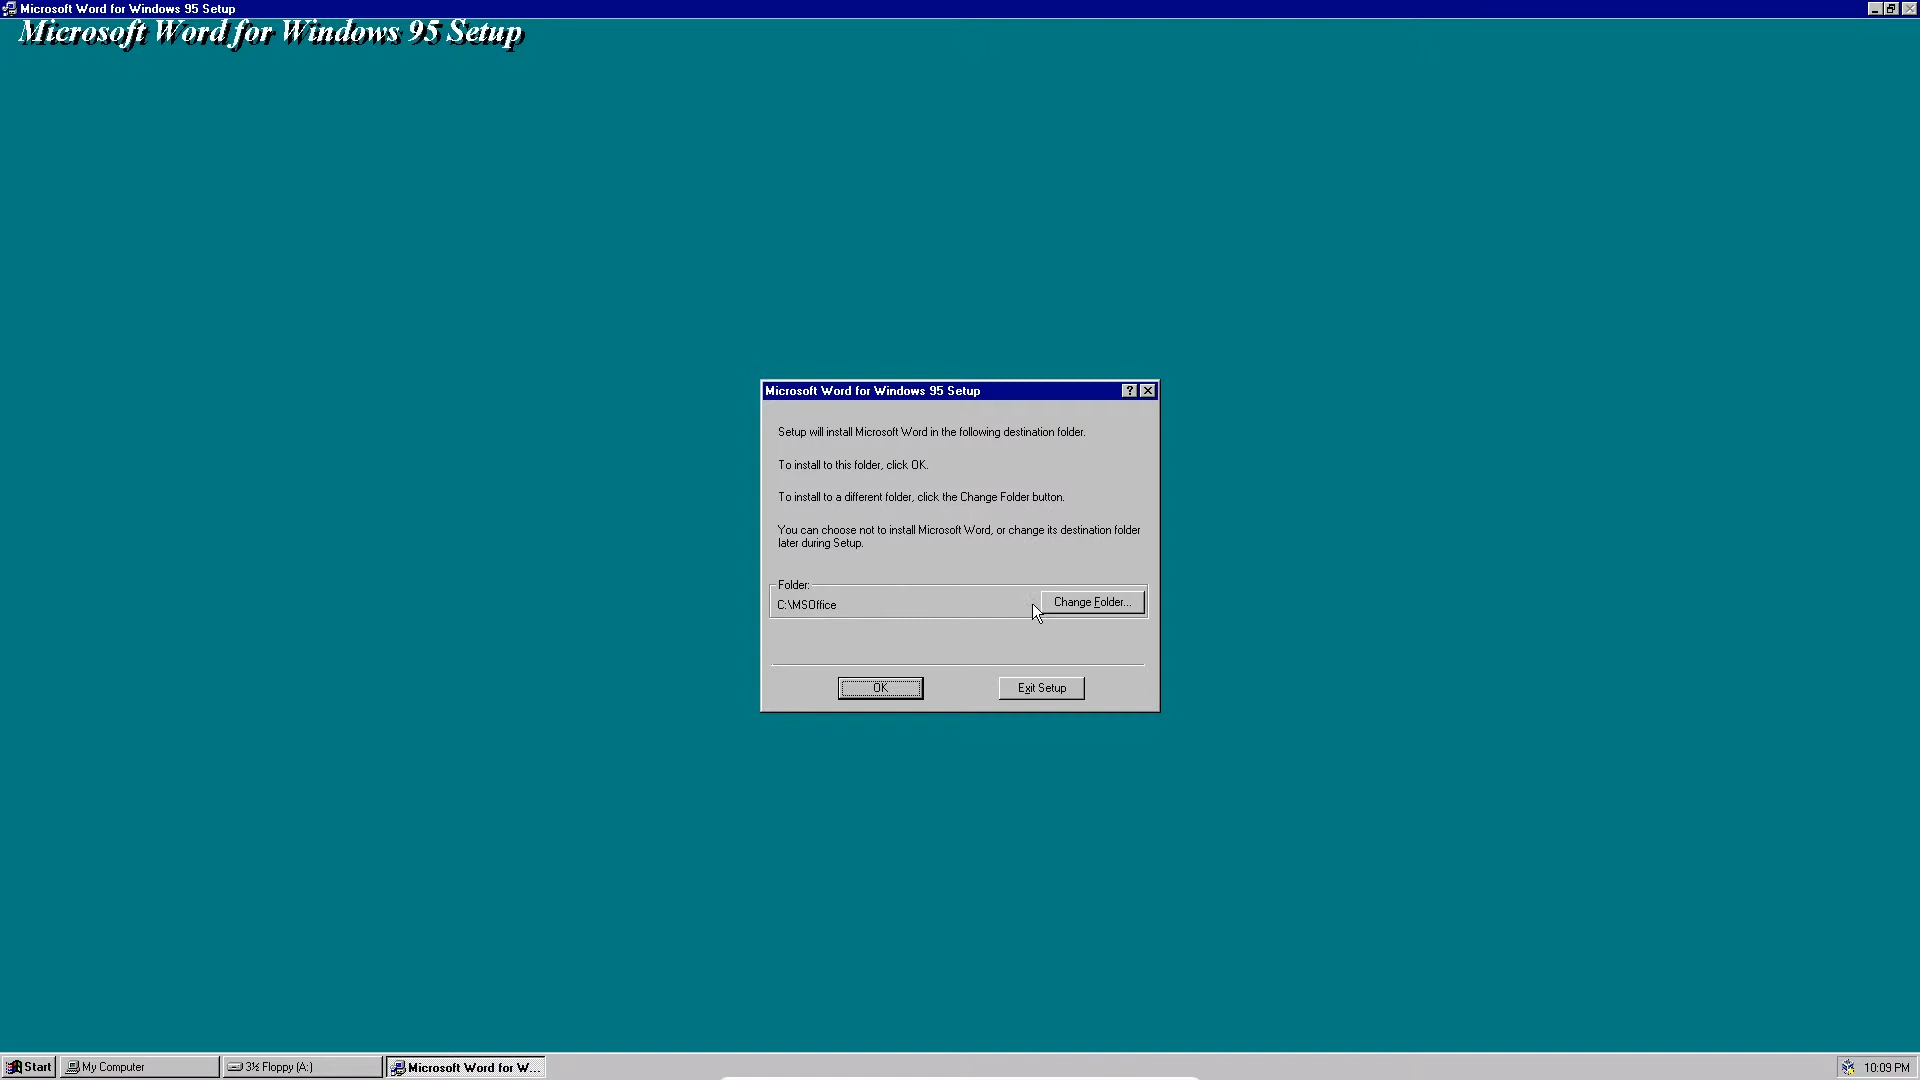 Microsoft Word for Windows 95 Setup
Microsoft Word for Windows 95 Setup
Microsoft Word for Windows 95 Setup
Setup will install Microsoft Word in the following destination folder.
To install to this folder, click OK.
To install to a different folder, click the Change Folder button.
You can choose not to install Microsoft Word, or change its destination folder
later during Setup.
Folder:
C:\MSOffice
Change Folder...
OK
Exit Setup
Start
My Computer
3½ Floppy (A:)
Microsoft Word for W...
10:09 PM